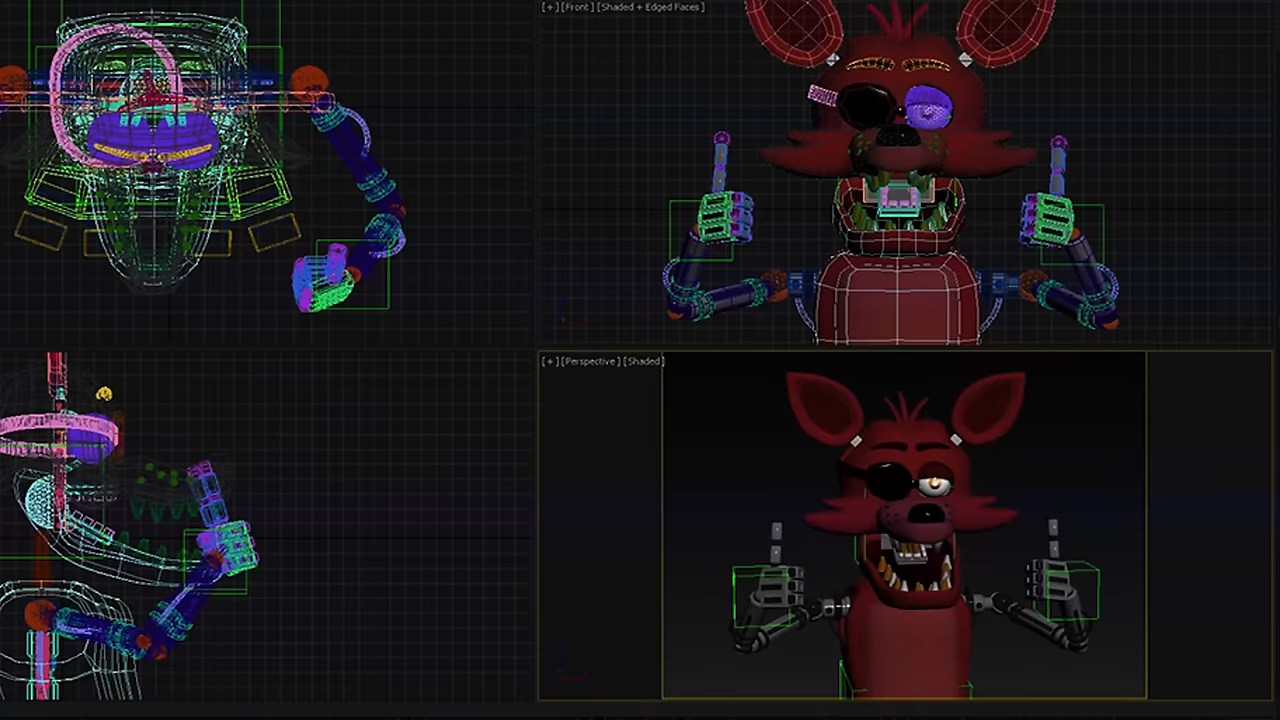 [+] [Front] [Shaded + Edged Faces]
[+] [Perspective] [Shaded]